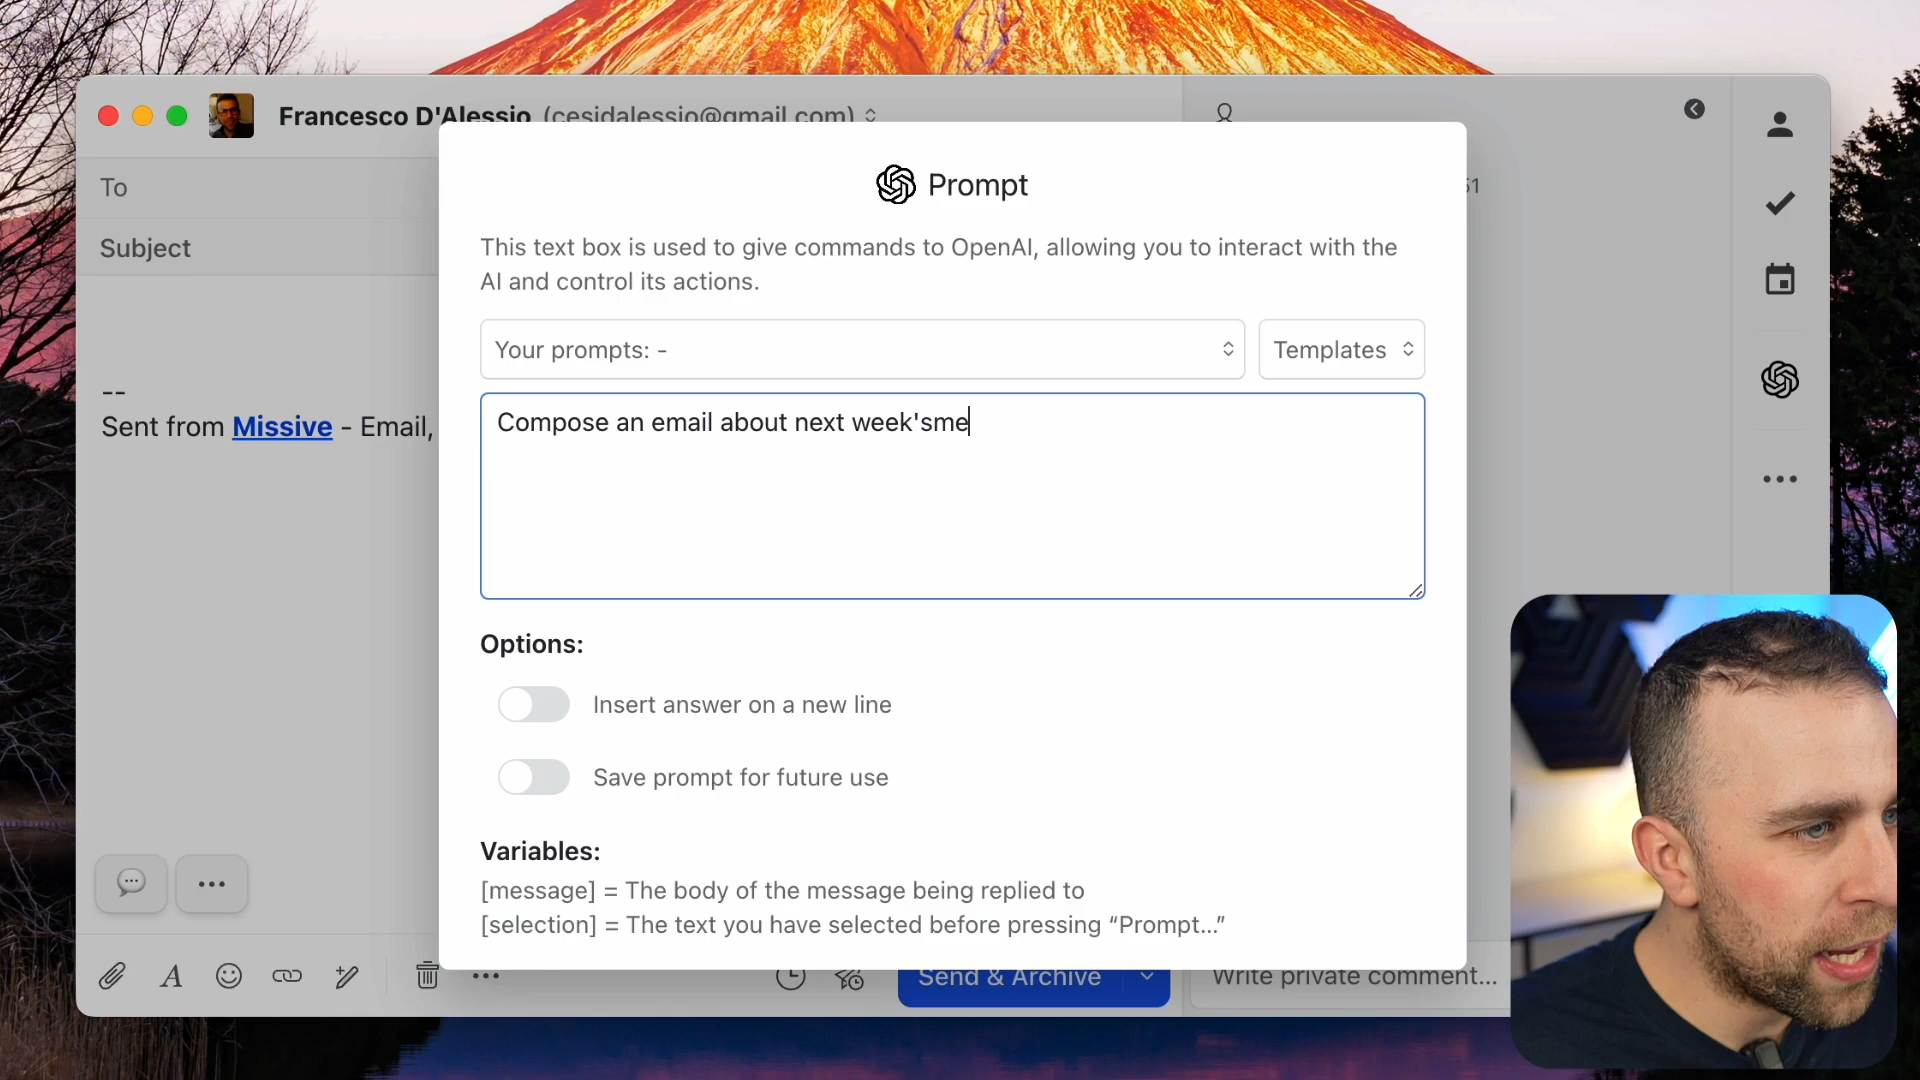 Francesco D'Alessio (cesidalessio@gmail.com)
To
Subject
--
Sent from Missive - Email,
Prompt
This text box is used to give commands to OpenAI, allowing you to interact with the
AI and control its actions.
Your prompts: -
Templates
Compose an email about next week'sme
Options:
Insert answer on a new line
Save prompt for future use
Variables:
[message] = The body of the message being replied to
[selection] = The text you have selected before pressing “Prompt...”
Send & Archive
Write private comment...